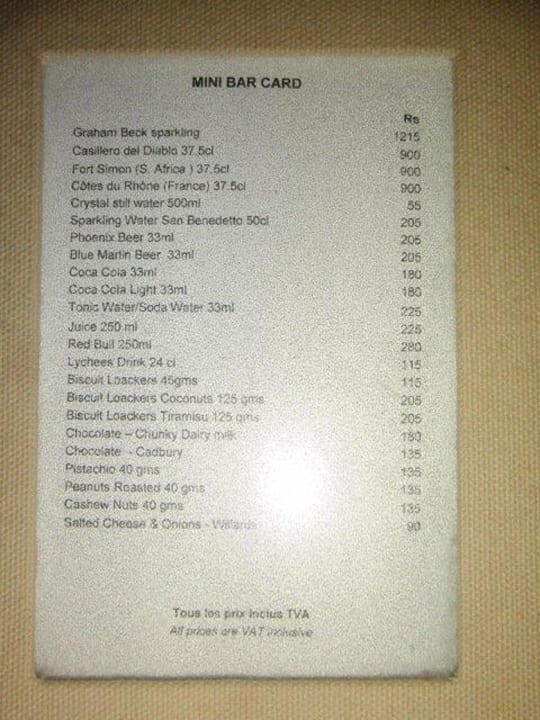 MINI BAR CARD
Rs
Graham Beck sparkling 1215
Casillero del Diablo 37.5cl 900
Fort Simon (S. Africa ) 37.5cl 900
Côtes du Rhône (France) 37.5cl 900
Crystal still water 500ml 55
Sparkling Water San Benedetto 50cl 205
Phoenix Beer 33ml 205
Blue Marlin Beer 33ml 205
Coca Cola 33ml 180
Coca Cola Light 33ml 180
Tonic Water/Soda Water 33ml 225
Juice 250 ml 225
Red Bull 250ml 280
Lychees Drink 24 cl 115
Biscuit Loackers 45gms 115
Biscuit Loackers Coconuts 125 gms 205
Biscuit Loackers Tiramisu 125 gms 205
Chocolate – Chunky Dairy milk 180
Chocolate - Cadbury 135
Pistachio 40 gms 135
Peanuts Roasted 40 gms 135
Cashew Nuts 40 gms 135
Salted Cheese & Onions - Willards 90
Tous les prix Inclus TVA
All prices are VAT inclusive